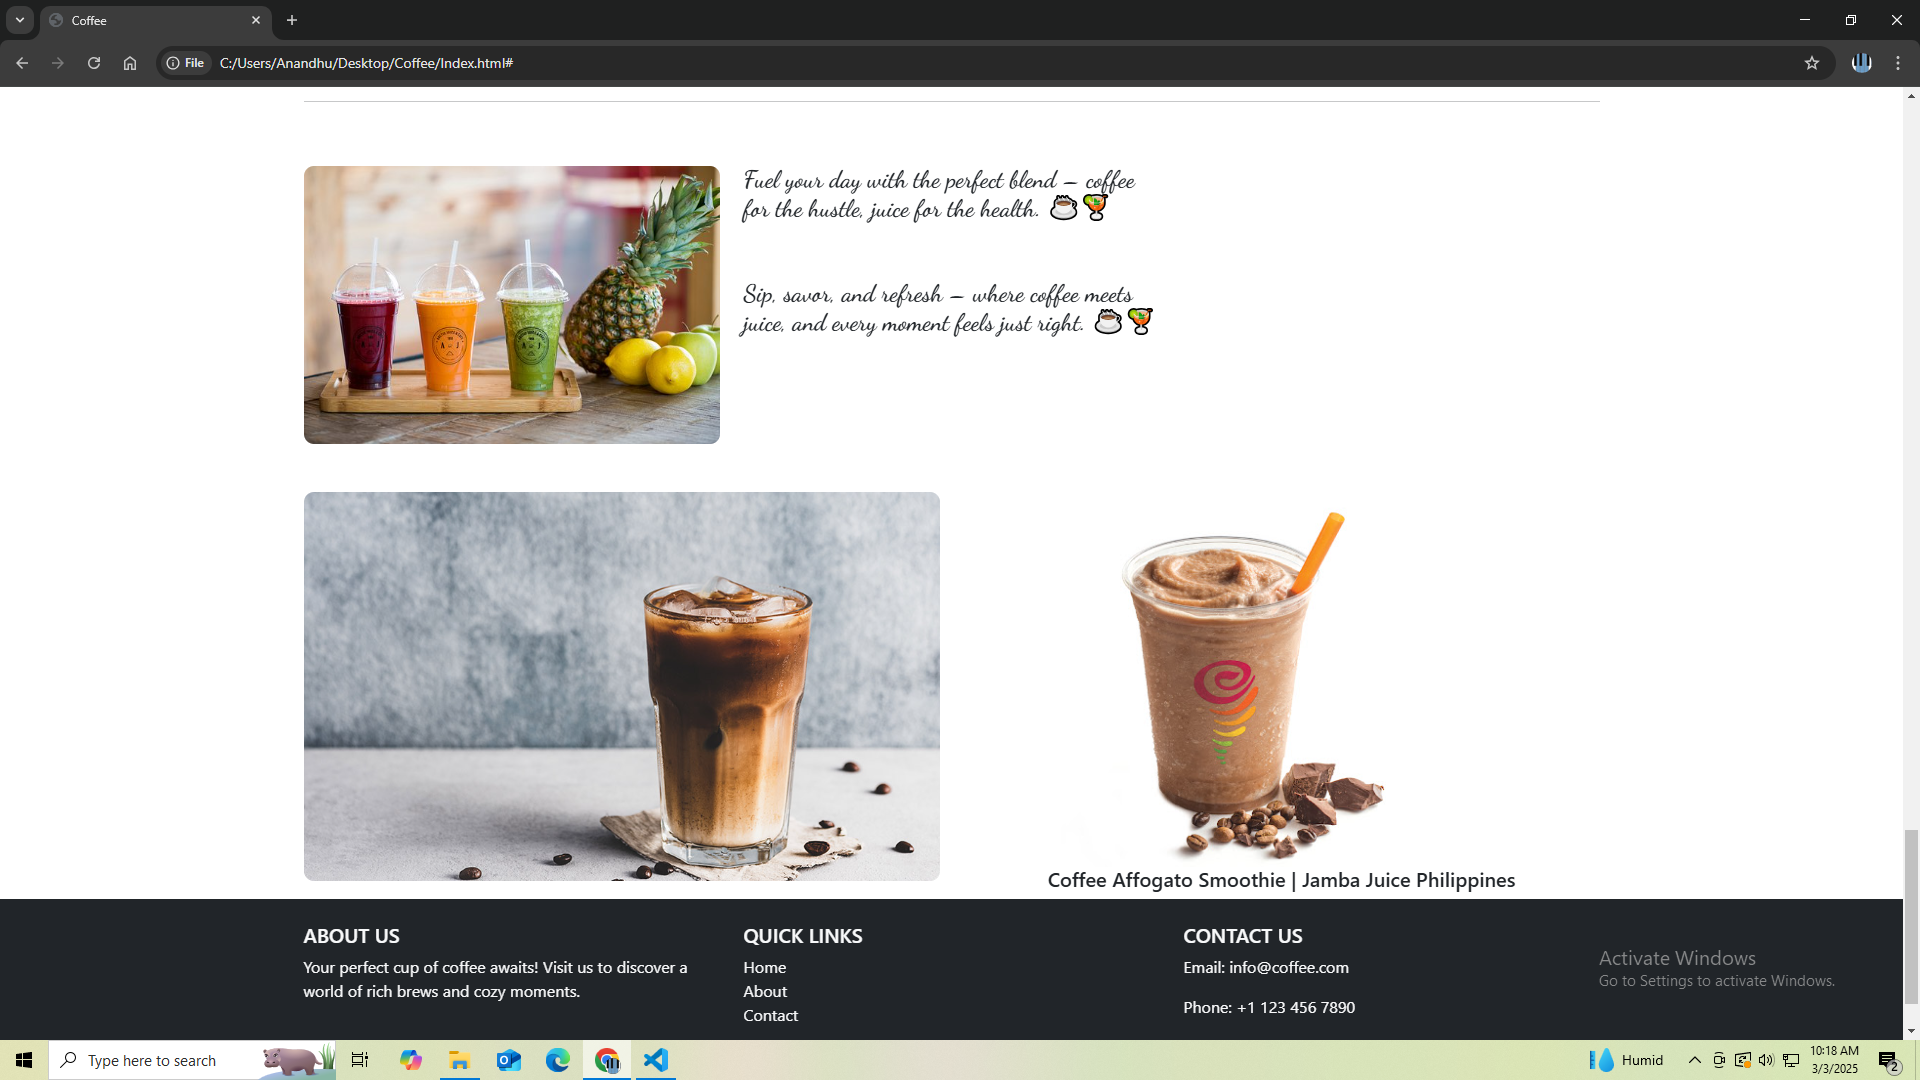 Coffee
File
C:/Users/Anandhu/Desktop/Coffee/Index.html#
Fuel your day with the perfect blend – coffee
for the hustle, juice for the health. ☕🍹
Sip, savor, and refresh – where coffee meets
juice, and every moment feels just right. ☕🍹
Coffee Affogato Smoothie | Jamba Juice Philippines
ABOUT US
Your perfect cup of coffee awaits! Visit us to discover a
world of rich brews and cozy moments.
QUICK LINKS
Home
About
Contact
CONTACT US
Email: info@coffee.com
Phone: +1 123 456 7890
Activate Windows
Go to Settings to activate Windows.
Type here to search
Humid
10:18 AM
3/3/2025
2